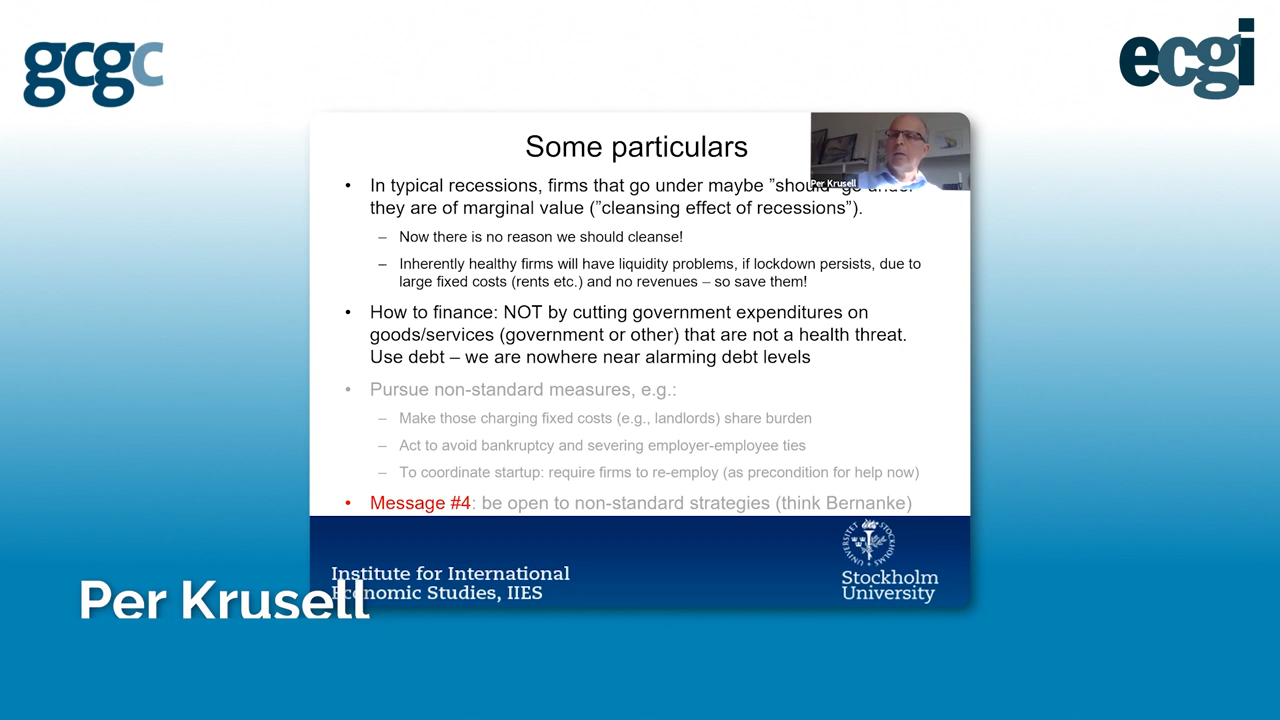 gcgc
ecgi
Some particulars
Per Krusell
• In typical recessions, firms that go under maybe ”should” go under
they are of marginal value (”cleansing effect of recessions”).
– Now there is no reason we should cleanse!
– Inherently healthy firms will have liquidity problems, if lockdown persists, due to
large fixed costs (rents etc.) and no revenues – so save them!
• How to finance: NOT by cutting government expenditures on
goods/services (government or other) that are not a health threat.
Use debt – we are nowhere near alarming debt levels
• Pursue non-standard measures, e.g.:
– Make those charging fixed costs (e.g., landlords) share burden
– Act to avoid bankruptcy and severing employer-employee ties
– To coordinate startup: require firms to re-employ (as precondition for help now)
• Message #4: be open to non-standard strategies (think Bernanke)
Institute for International
Economic Studies, IIES
Stockholm
University
Per Krusell